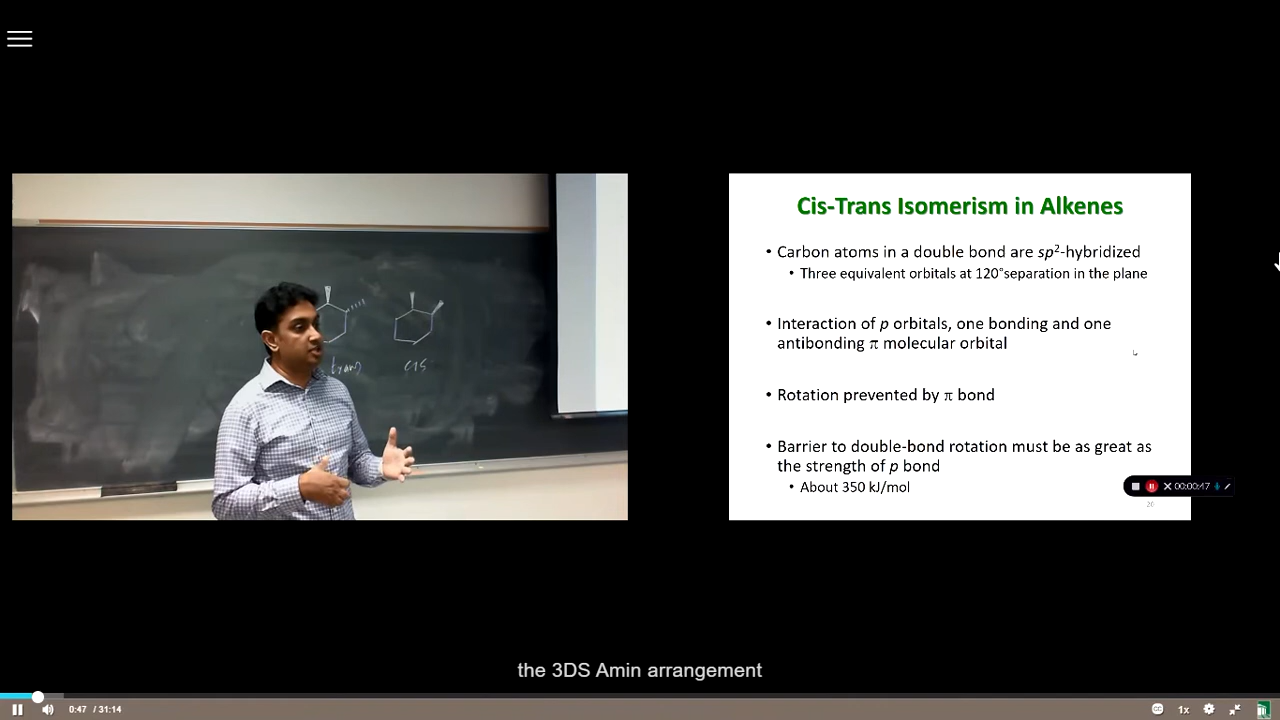 trans
cis
Cis-Trans Isomerism in Alkenes
• Carbon atoms in a double bond are sp²-hybridized
• Three equivalent orbitals at 120°separation in the plane
• Interaction of p orbitals, one bonding and one
antibonding π molecular orbital
• Rotation prevented by π bond
• Barrier to double-bond rotation must be as great as
the strength of p bond
• About 350 kJ/mol
00:00:47
20
the 3DS Amin arrangement
0:47 / 31:14
CC
1x